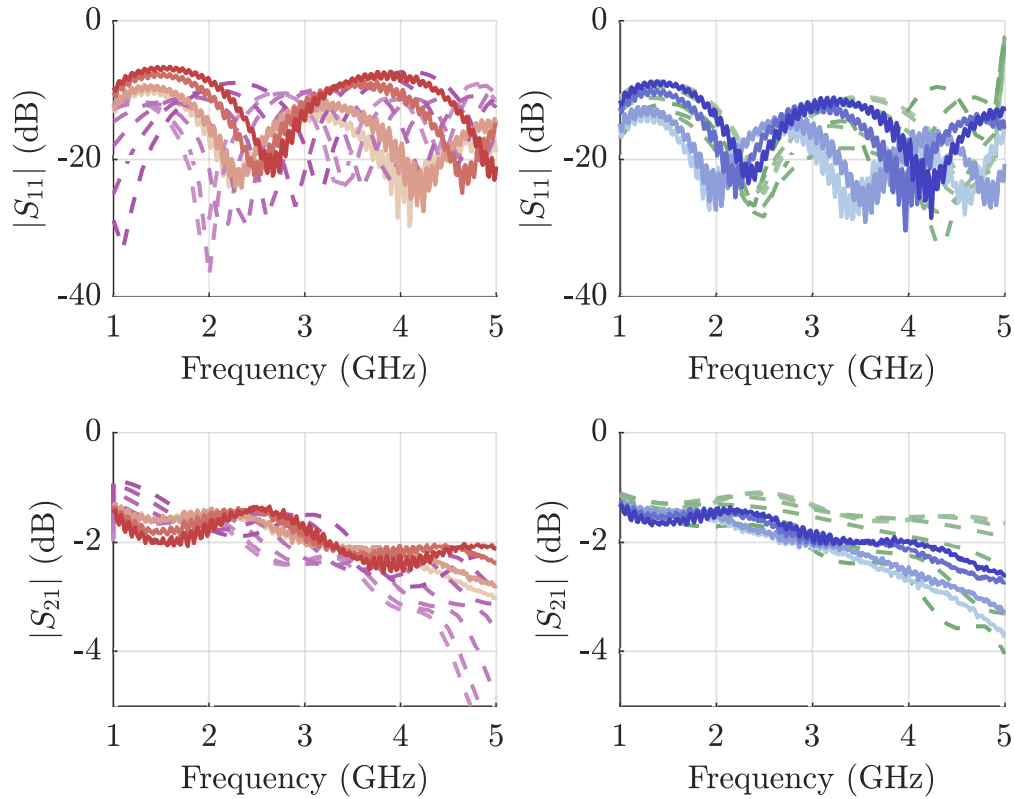 |S11| (dB)
0
-20
-40
1 2 3 4 5
Frequency (GHz)
|S11| (dB)
0
-20
-40
1 2 3 4 5
Frequency (GHz)
|S21| (dB)
0
-2
-4
1 2 3 4 5
Frequency (GHz)
|S21| (dB)
0
-2
-4
1 2 3 4 5
Frequency (GHz)